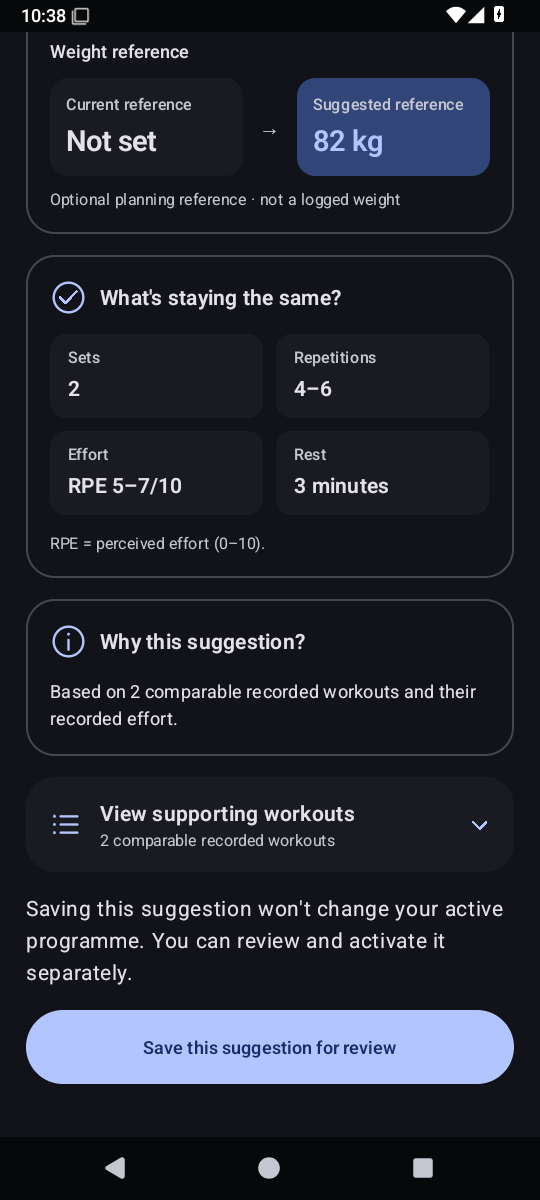 10:38
Weight reference
Current reference
Not set
→
Suggested reference
82 kg
Optional planning reference · not a logged weight
What's staying the same?
Sets
2
Repetitions
4–6
Effort
RPE 5–7/10
Rest
3 minutes
RPE = perceived effort (0–10).
Why this suggestion?
Based on 2 comparable recorded workouts and their
recorded effort.
View supporting workouts
2 comparable recorded workouts
Saving this suggestion won't change your active
programme. You can review and activate it
separately.
Save this suggestion for review